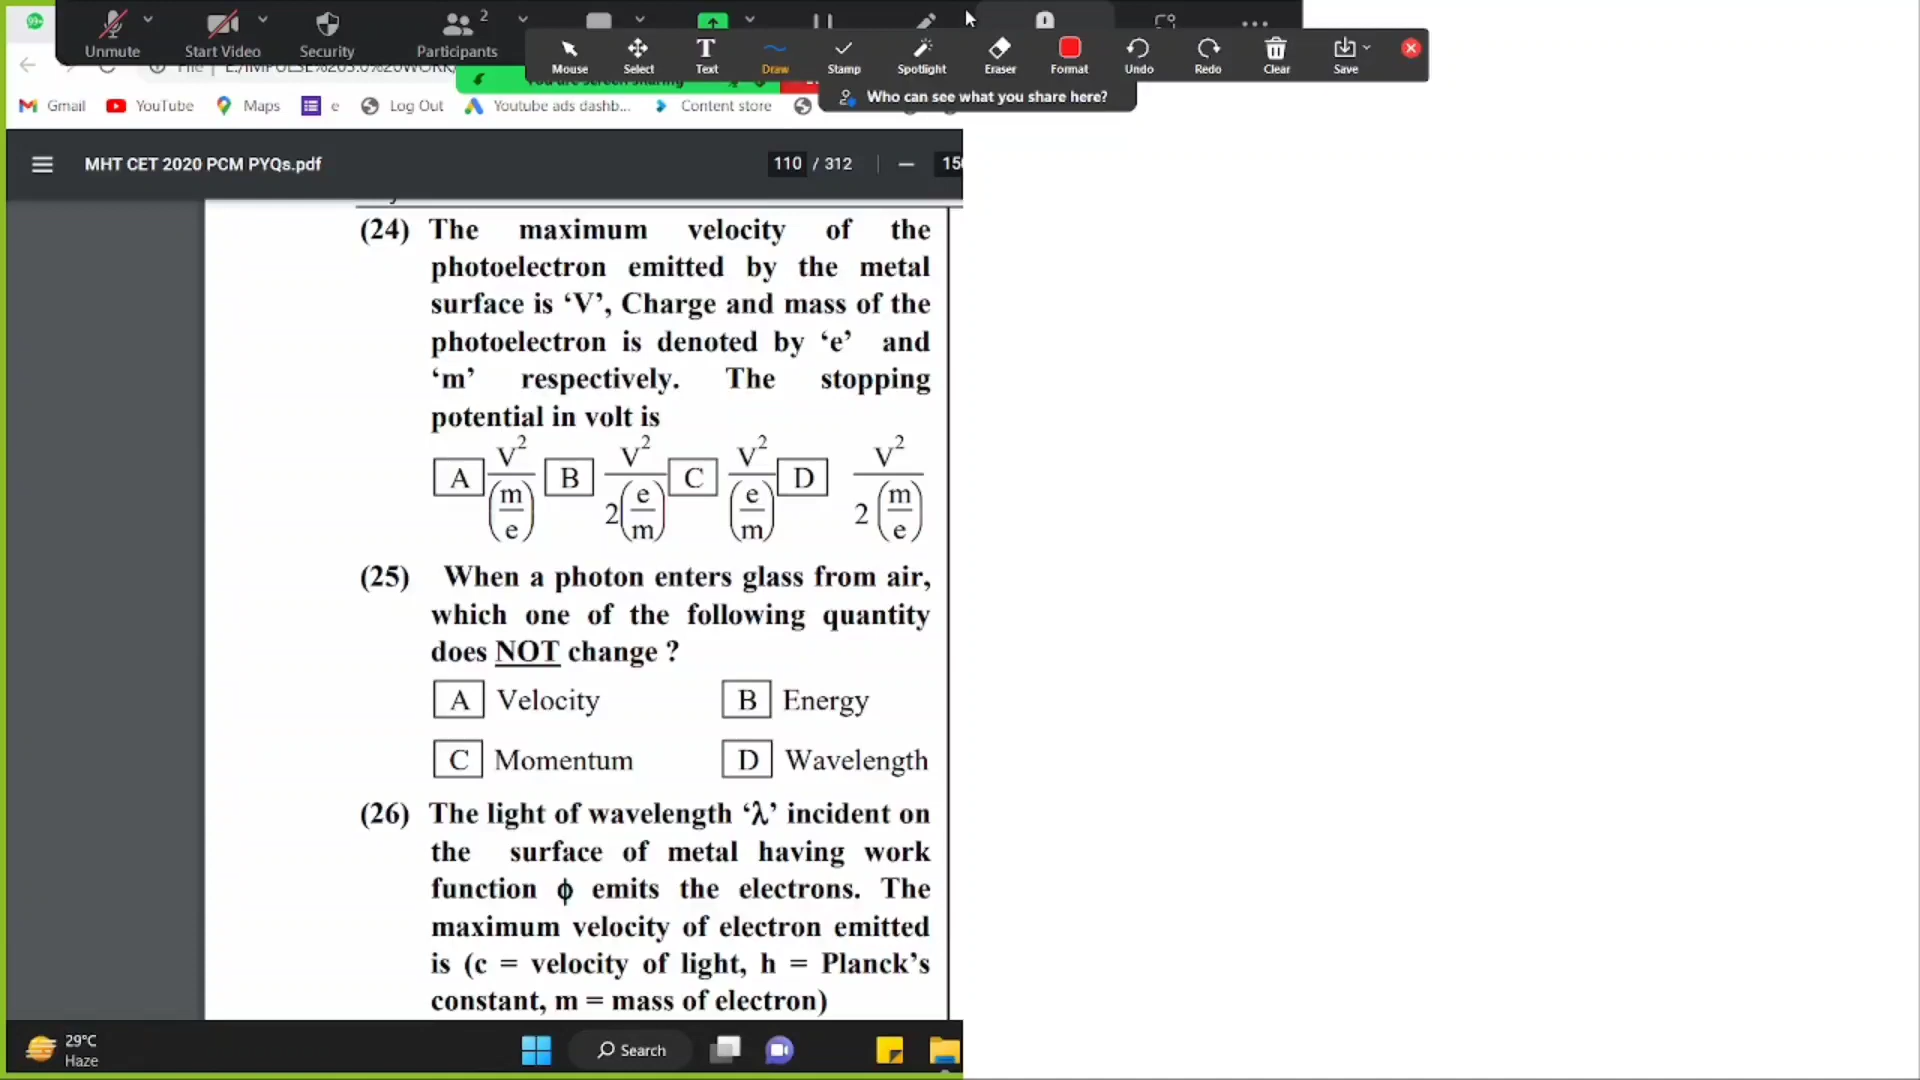 2
Unmute Start Video Security Participants
Mouse Select Text Draw Stamp Spotlight Eraser Format Undo Redo Clear Save
Who can see what you share here?
Gmail YouTube Maps e Log Out Youtube ads dashb... Content store
MHT CET 2020 PCM PYQs.pdf 110 / 312
(24) The maximum velocity of the
photoelectron emitted by the metal
surface is ‘V’, Charge and mass of the
photoelectron is denoted by ‘e’ and
‘m’ respectively. The stopping
potential in volt is
A V²/(m/e) B V²/2(e/m) C V²/(e/m) D V²/2(m/e)
(25) When a photon enters glass from air,
which one of the following quantity
does NOT change ?
A Velocity B Energy
C Momentum D Wavelength
(26) The light of wavelength ‘λ’ incident on
the surface of metal having work
function ϕ emits the electrons. The
maximum velocity of electron emitted
is (c = velocity of light, h = Planck’s
constant, m = mass of electron)
29°C
Haze
Search